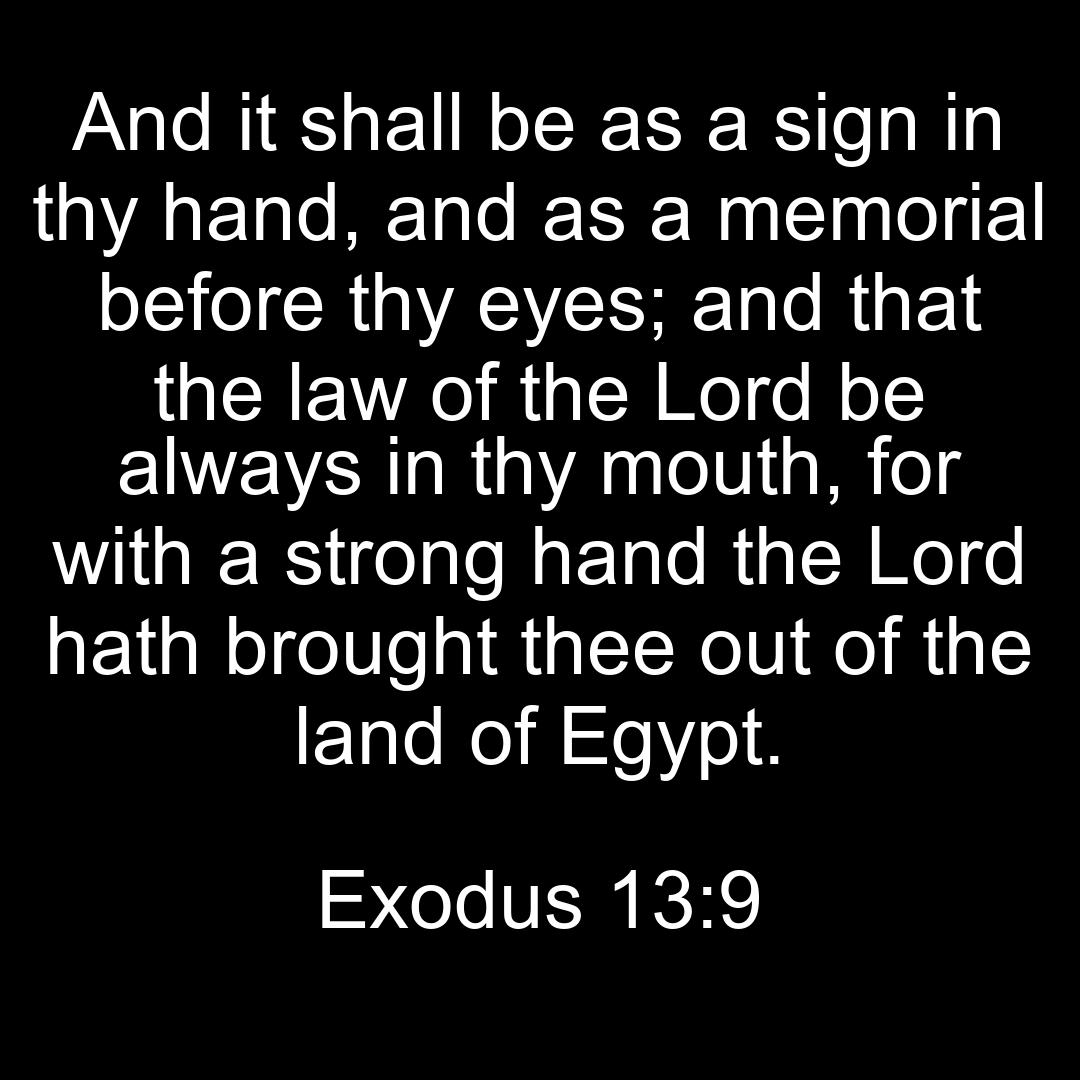 And it shall be as a sign in
thy hand, and as a memorial
before thy eyes; and that
the law of the Lord be
always in thy mouth, for
with a strong hand the Lord
hath brought thee out of the
land of Egypt.
Exodus 13:9